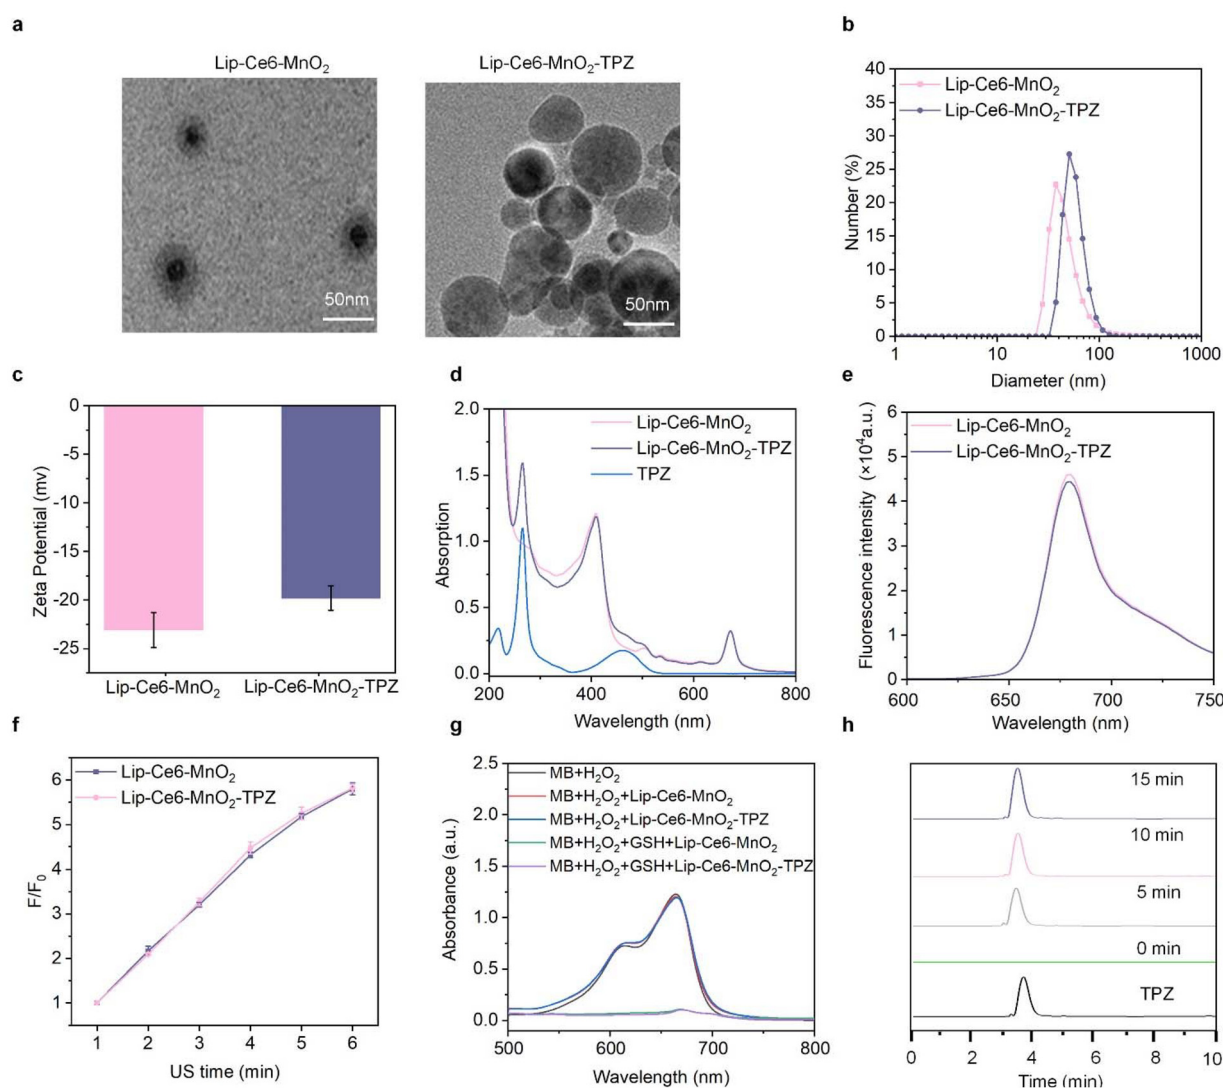 a
Lip-Ce6-MnO₂
Lip-Ce6-MnO₂-TPZ
50nm
50nm
b
Lip-Ce6-MnO₂
Lip-Ce6-MnO₂-TPZ
Number (%)
40
35
30
25
20
15
10
5
0
1
10
100
1000
Diameter (nm)
c
Zeta Potential (mv)
0
-5
-10
-15
-20
-25
Lip-Ce6-MnO₂
Lip-Ce6-MnO₂-TPZ
d
Lip-Ce6-MnO₂
Lip-Ce6-MnO₂-TPZ
TPZ
Absorption
2.0
1.5
1.0
0.5
0.0
200
400
600
800
Wavelength (nm)
e
Lip-Ce6-MnO₂
Lip-Ce6-MnO₂-TPZ
Fluorescence intensity (×10⁴a.u.)
6
5
4
3
2
1
0
600
650
700
750
Wavelength (nm)
f
Lip-Ce6-MnO₂
Lip-Ce6-MnO₂-TPZ
F/F₀
6
5
4
3
2
1
1
2
3
4
5
6
US time (min)
g
MB+H₂O₂
MB+H₂O₂+Lip-Ce6-MnO₂
MB+H₂O₂+Lip-Ce6-MnO₂-TPZ
MB+H₂O₂+GSH+Lip-Ce6-MnO₂
MB+H₂O₂+GSH+Lip-Ce6-MnO₂-TPZ
Absorbance (a.u.)
2.5
2.0
1.5
1.0
0.5
0.0
500
600
700
800
Wavelength (nm)
h
15 min
10 min
5 min
0 min
TPZ
0
2
4
6
8
10
Time (min)